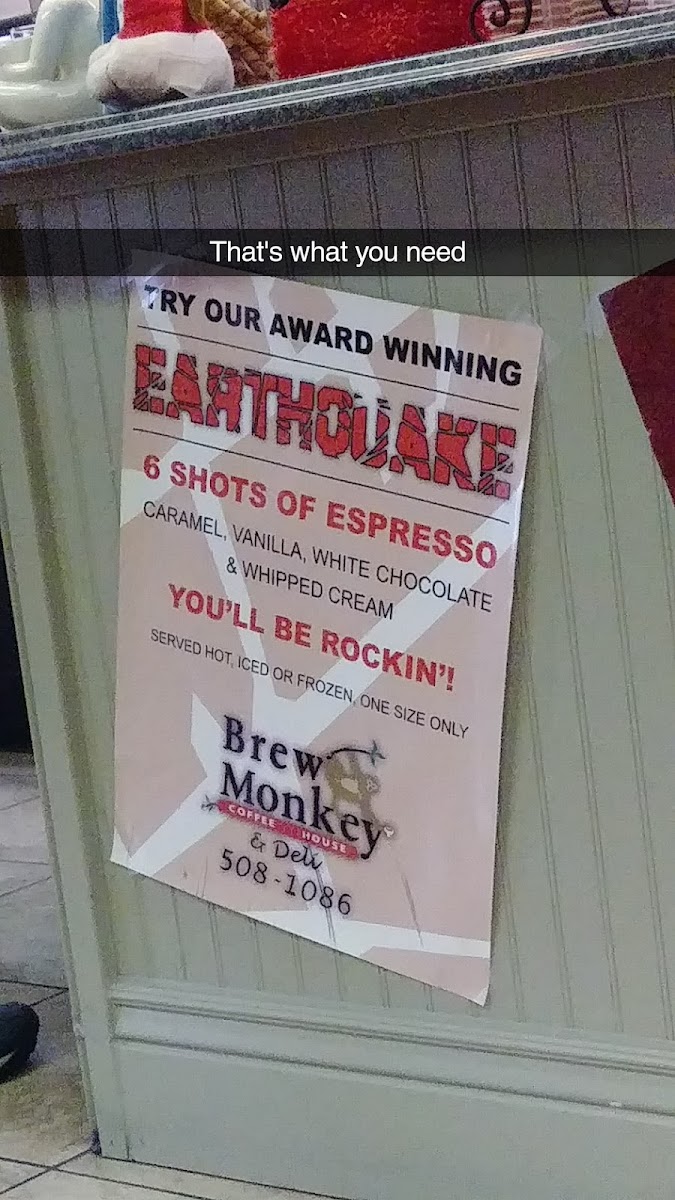 That's what you need
TRY OUR AWARD WINNING
EARTHQUAKE
6 SHOTS OF ESPRESSO
CARAMEL, VANILLA, WHITE CHOCOLATE
& WHIPPED CREAM
YOU'LL BE ROCKIN'!
SERVED HOT, ICED OR FROZEN, ONE SIZE ONLY
Brew
Monkey
COFFEE HOUSE
& Deli
508-1086